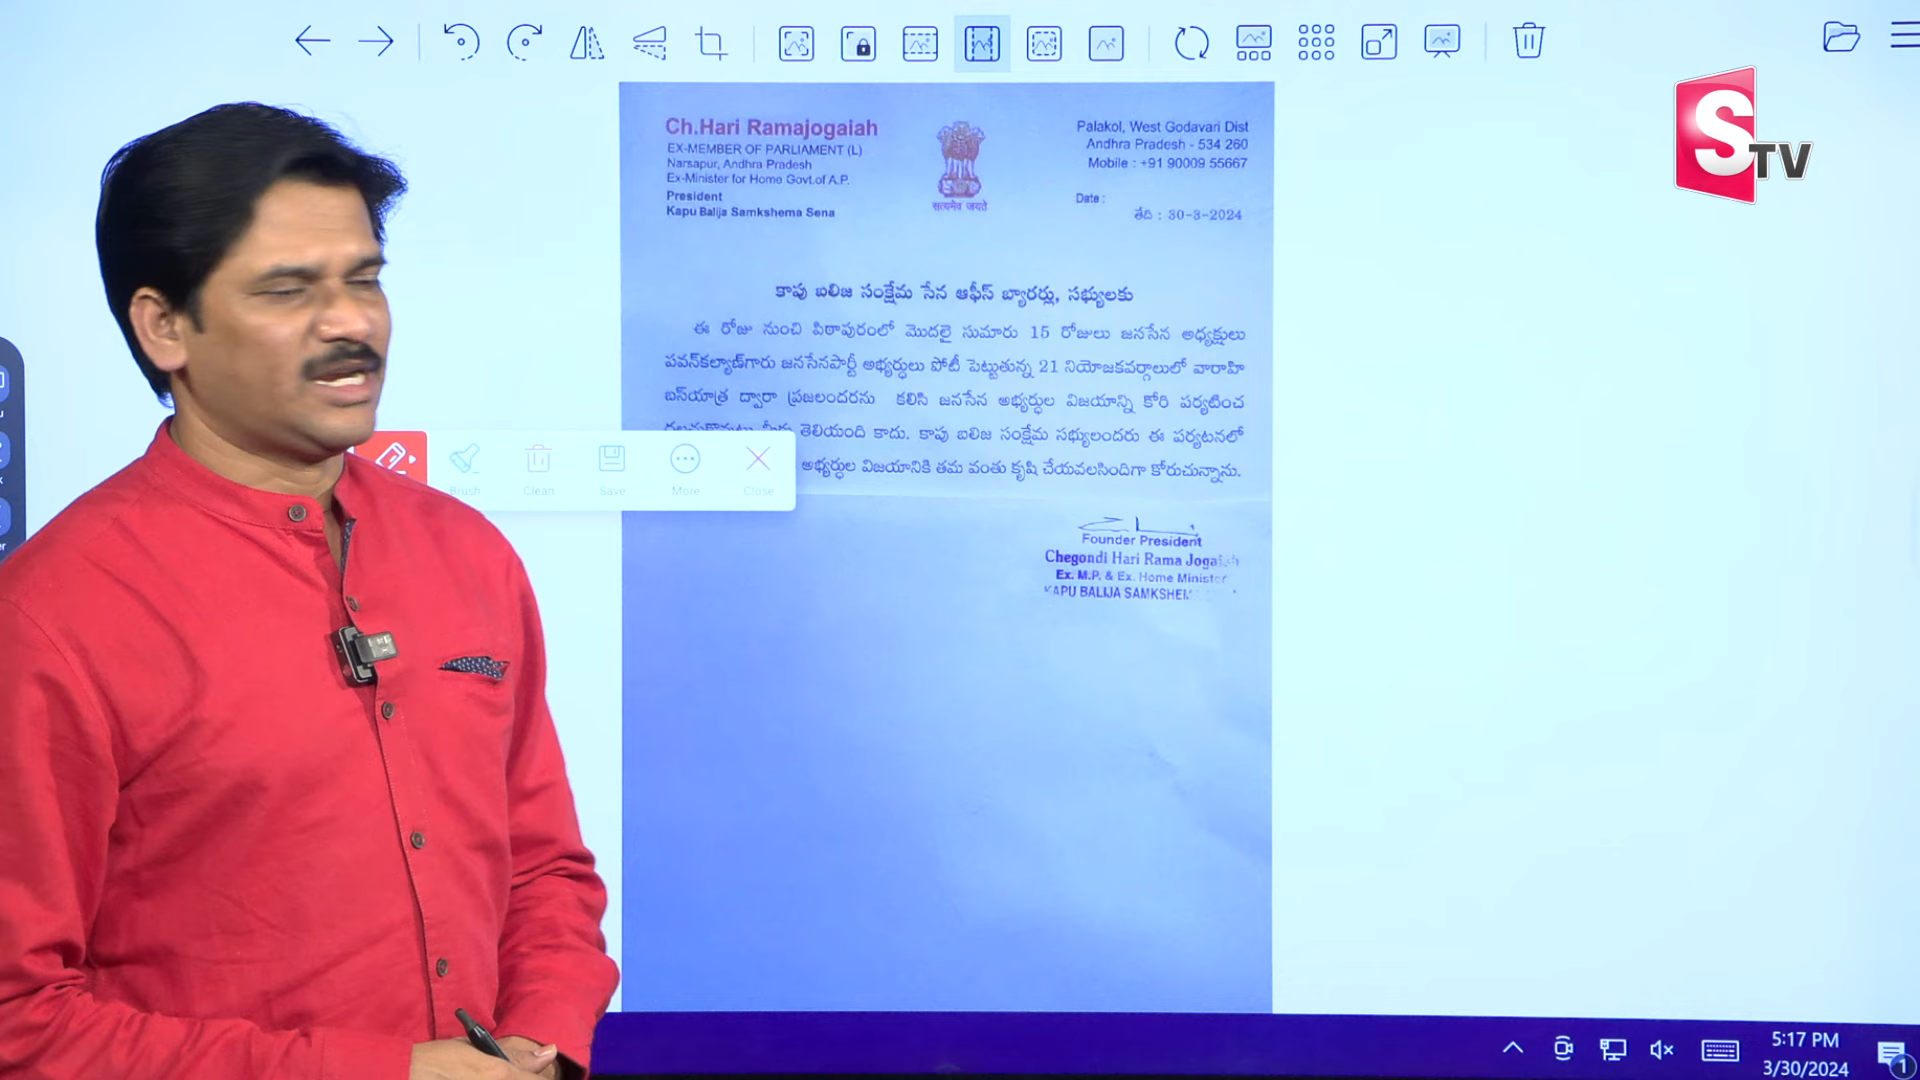 S TV
Ch.Hari Ramajogaiah
EX-MEMBER OF PARLIAMENT (L)
Narsapur, Andhra Pradesh
Ex-Minister for Home Govt.of A.P.
President
Kapu Balija Samkshema Sena
सत्यमेव जयते
Palakol, West Godavari Dist
Andhra Pradesh - 534 260
Mobile : +91 90009 55667
Date :
తేది : 30-3-2024
కాపు బలిజ సంక్షేమ సేన ఆఫీస్ బ్యారర్లు, సభ్యులకు
ఈ రోజు నుంచి పిఠాపురంలో మొదలై సుమారు 15 రోజులు జనసేన అధ్యక్షులు
పవన్‌కల్యాణ్‌గారు జనసేనపార్టీ అభ్యర్ధులు పోటీ పెట్టుతున్న 21 నియోజకవర్గాలులో వారాహి
బస్‌యాత్ర ద్వారా ప్రజలందరను కలిసి జనసేన అభ్యర్ధుల విజయాన్ని కోరి పర్యటించ
తెలియంది కాదు. కాపు బలిజ సంక్షేమ సభ్యులందరు ఈ పర్యటనలో
అభ్యర్ధుల విజయానికి తమ వంతు కృషి చేయవలసిందిగా కోరుచున్నాను.
Brush Clean Save More Close
Founder President
Chegondi Hari Rama Jogaiah
Ex. M.P. & Ex. Home Minister
KAPU BALIJA
5:17 PM
3/30/2024
1